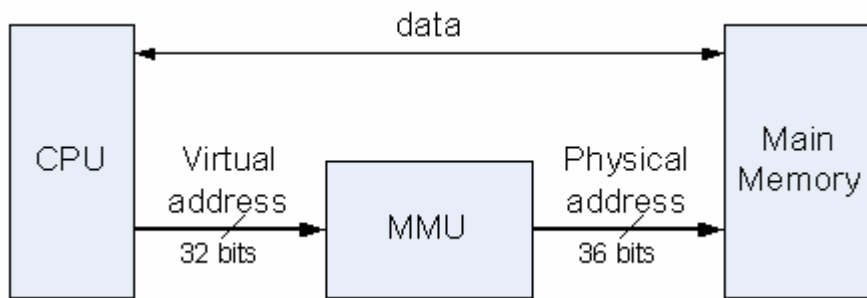 data
CPU
Virtual
address
32 bits
MMU
Physical
address
36 bits
Main
Memory